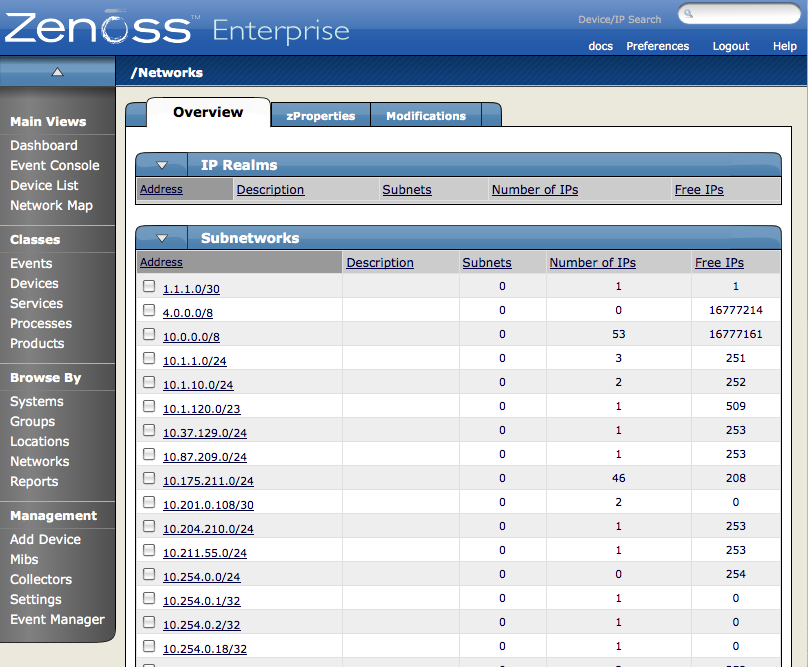 Zenoss™ Enterprise
Device/IP Search
docs Preferences Logout Help
/Networks
Main Views
Dashboard
Event Console
Device List
Network Map
Classes
Events
Devices
Services
Processes
Products
Browse By
Systems
Groups
Locations
Networks
Reports
Management
Add Device
Mibs
Collectors
Settings
Event Manager
Overview zProperties Modifications
IP Realms
Address Description Subnets Number of IPs Free IPs
Subnetworks
Address Description Subnets Number of IPs Free IPs
1.1.1.0/30 0 1 1
4.0.0.0/8 0 0 16777214
10.0.0.0/8 0 53 16777161
10.1.1.0/24 0 3 251
10.1.10.0/24 0 2 252
10.1.120.0/23 0 1 509
10.37.129.0/24 0 1 253
10.87.209.0/24 0 1 253
10.175.211.0/24 0 46 208
10.201.0.108/30 0 2 0
10.204.210.0/24 0 1 253
10.211.55.0/24 0 1 253
10.254.0.0/24 0 0 254
10.254.0.1/32 0 1 0
10.254.0.2/32 0 1 0
10.254.0.18/32 0 1 0